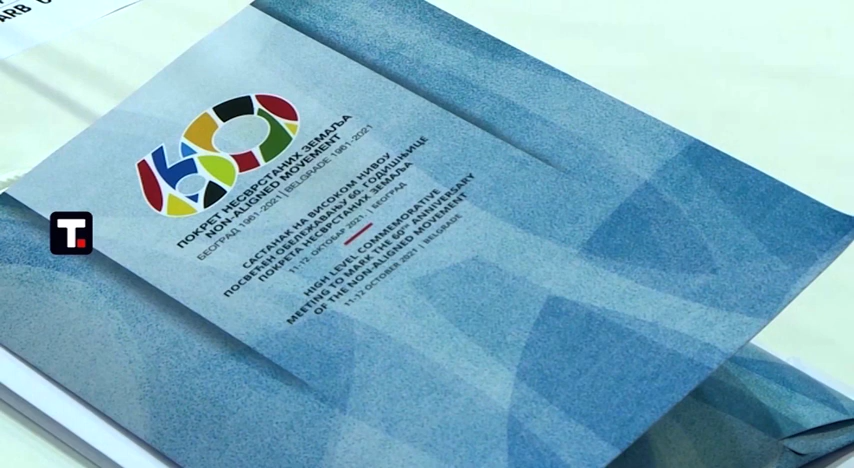 ARB
60
ПОКРЕТ НЕСВРСТАНИХ ЗЕМАЉА
NON-ALIGNED MOVEMENT
БЕОГРАД 1961-2021 | BELGRADE 1961-2021
САСТАНАК НА ВИСОКОМ НИВОУ
ПОСВЕЋЕН ОБЕЛЕЖАВАЊУ 60. ГОДИШЊИЦЕ
ПОКРЕТА НЕСВРСТАНИХ ЗЕМАЉА
11-12. ОКТОБАР 2021. | БЕОГРАД
HIGH LEVEL COMMEMORATIVE
MEETING TO MARK THE 60TH ANNIVERSARY
OF THE NON-ALIGNED MOVEMENT
11-12 OCTOBER 2021 | BELGRADE
T.